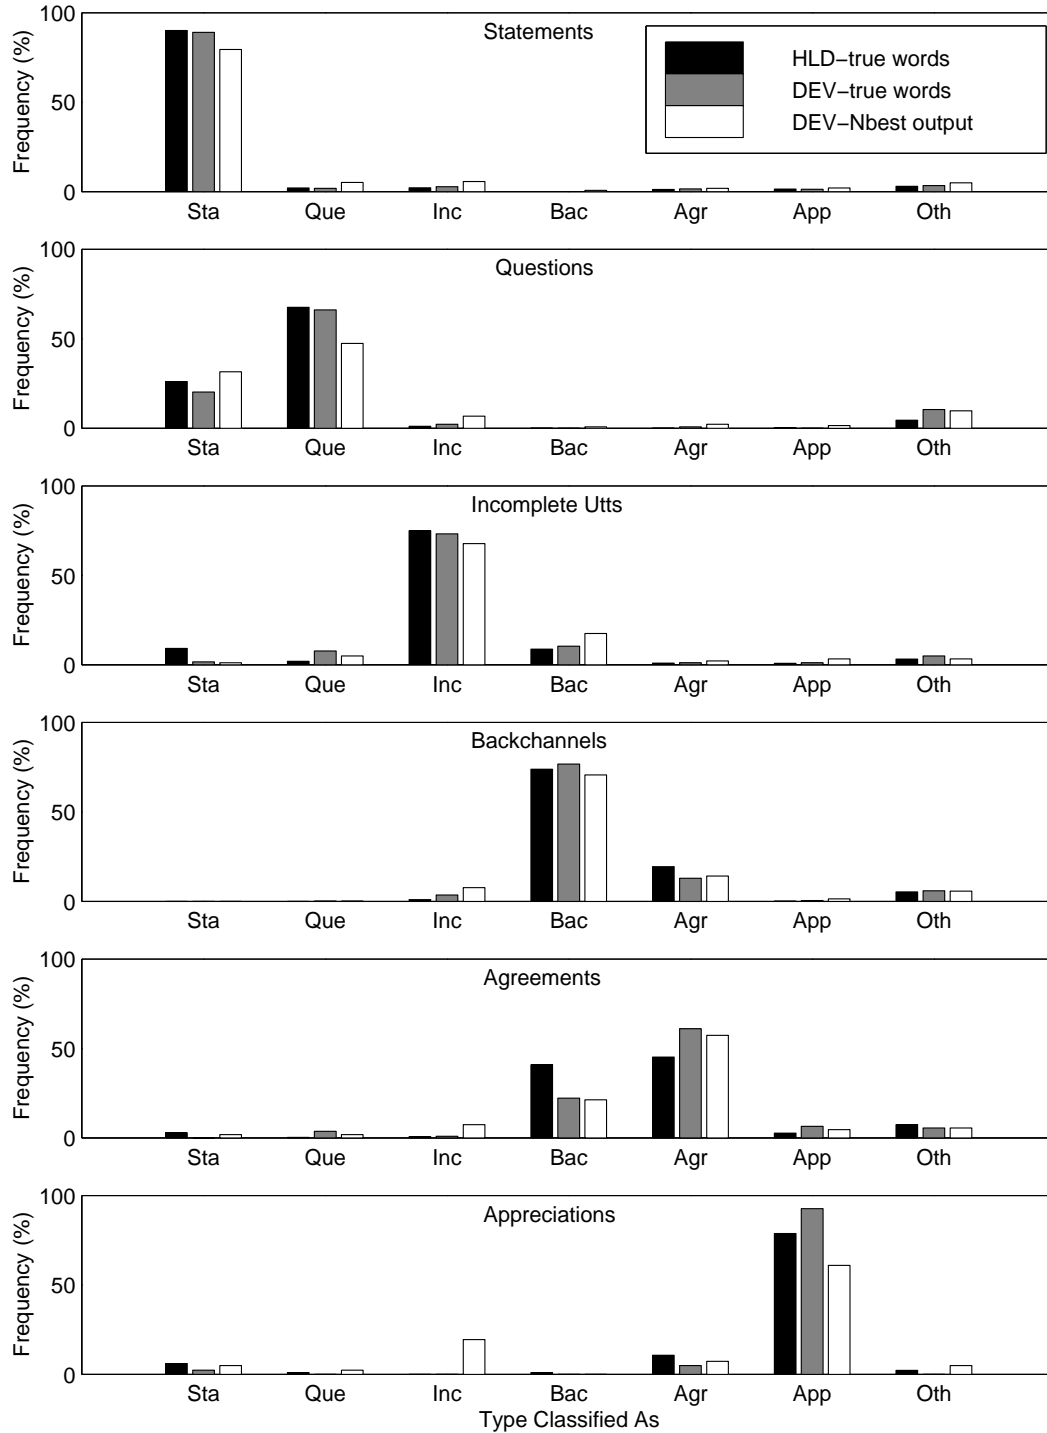 Statements
HLD−true words
DEV−true words
DEV−Nbest output
Frequency (%)
100
50
0
Sta Que Inc Bac Agr App Oth
Questions
Frequency (%)
100
50
0
Sta Que Inc Bac Agr App Oth
Incomplete Utts
Frequency (%)
100
50
0
Sta Que Inc Bac Agr App Oth
Backchannels
Frequency (%)
100
50
0
Sta Que Inc Bac Agr App Oth
Agreements
Frequency (%)
100
50
0
Sta Que Inc Bac Agr App Oth
Appreciations
Frequency (%)
100
50
0
Sta Que Inc Bac Agr App Oth
Type Classified As